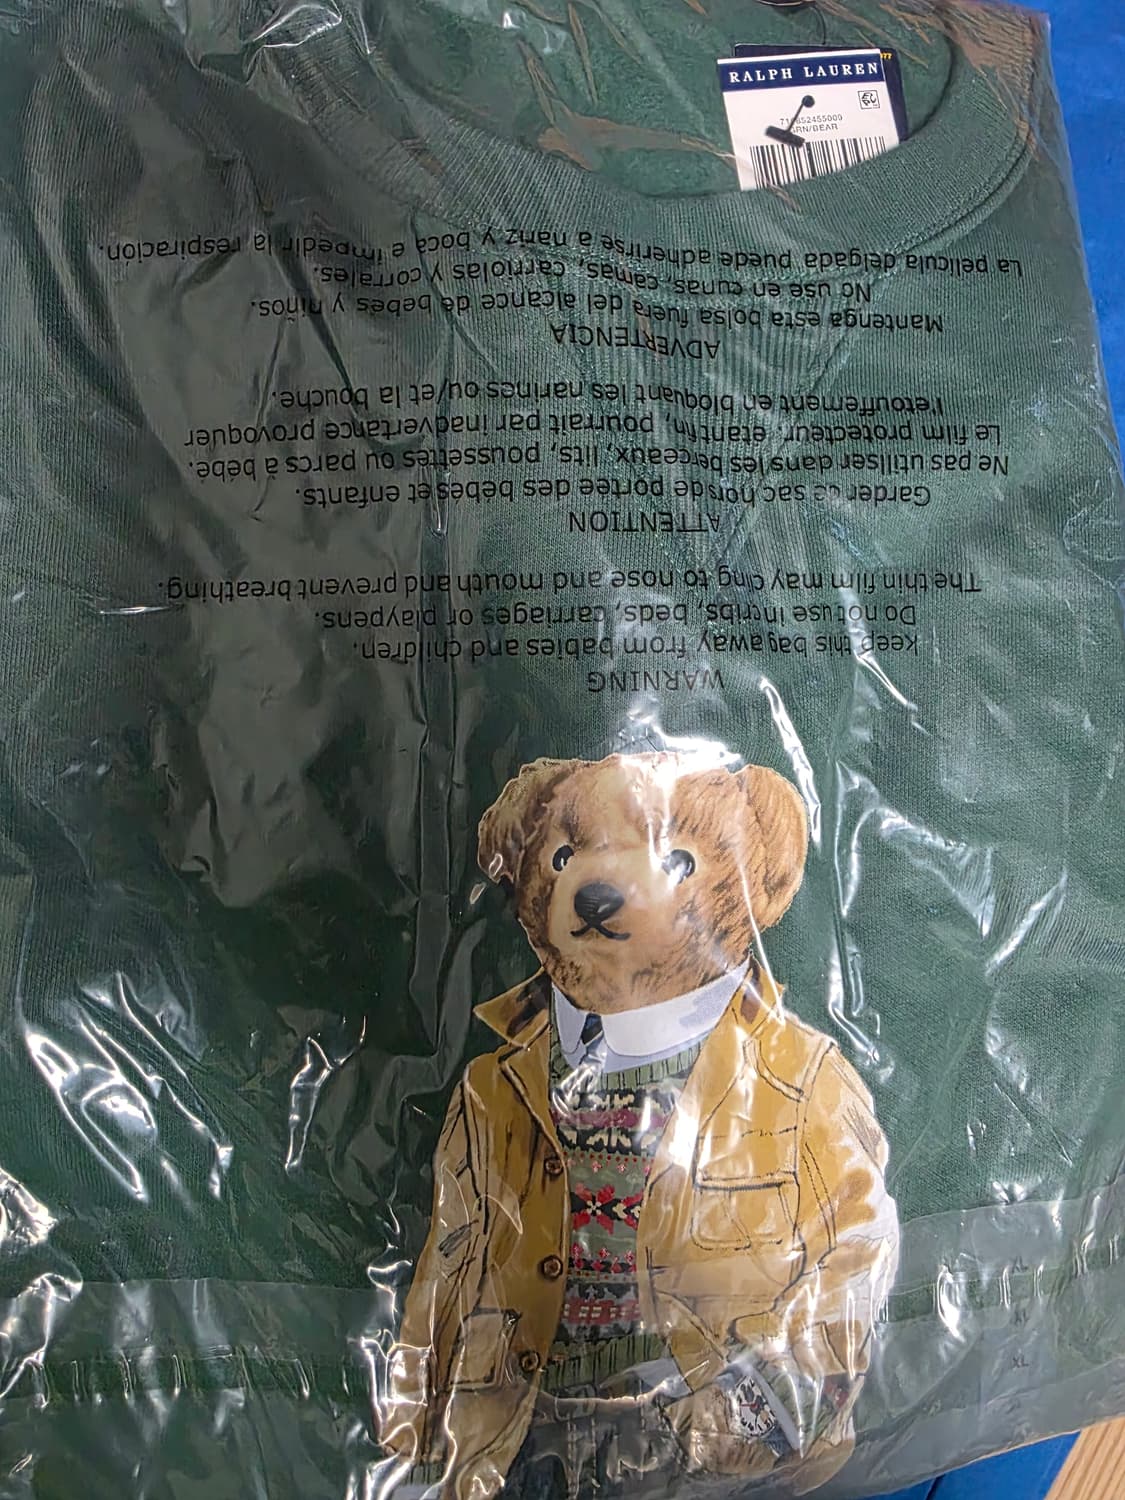 RALPH LAUREN
WARNING
Keep this bag away from babies and children.
Do not use in cribs, beds, carriages or playpens.
The thin film may cling to nose and mouth and prevent breathing.
ATTENTION
Garder ce sac hors de portée des bébés et enfants.
Ne pas utiliser dans les berceaux, lits, poussettes ou parcs à bébé.
Le film protecteur, étant fin, pourrait par inadvertance provoquer
l'etouffement en bloquant les narines ou/et la bouche.
ADVERTENCIA
Mantenga esta bolsa fuera del alcance de bebés y niños.
No use en cunas, camas, carriolas y corrales.
La película delgada puede adherirse a nariz y boca e impedir la respiración.
XL
XL
XL